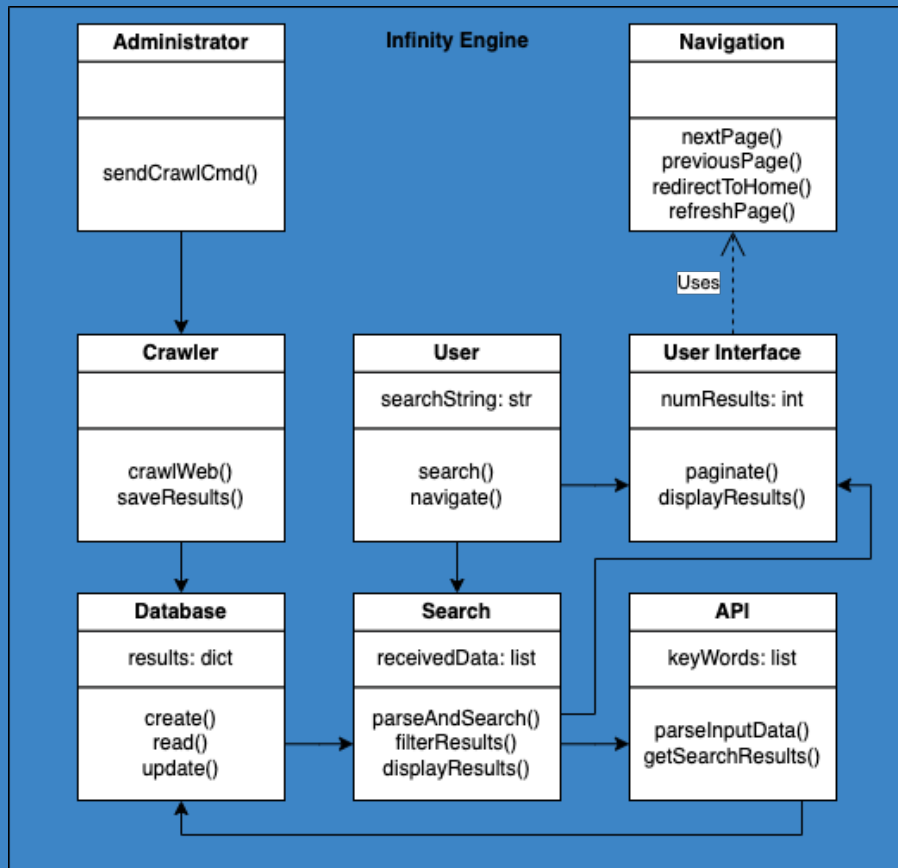 Administrator
Infinity Engine
Navigation
sendCrawlCmd()
nextPage()
previousPage()
redirectToHome()
refreshPage()
Uses
Crawler
User
User Interface
searchString: str
numResults: int
crawlWeb()
saveResults()
search()
navigate()
paginate()
displayResults()
Database
Search
API
results: dict
receivedData: list
keyWords: list
create()
read()
update()
parseAndSearch()
filterResults()
displayResults()
parseInputData()
getSearchResults()